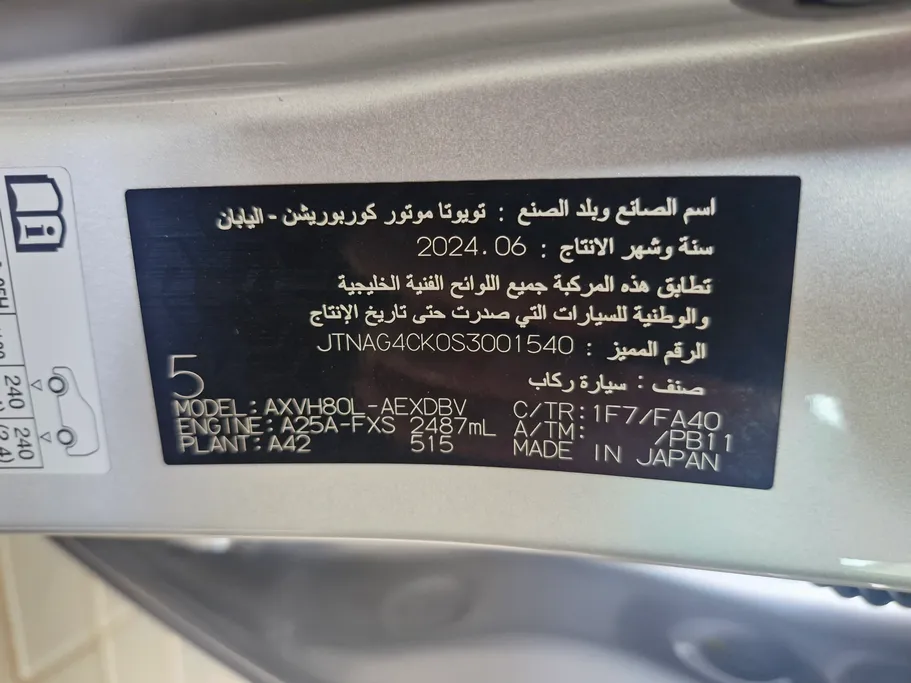 اسم الصانع وبلد الصنع : تويوتا موتور كوربوريشن - اليابان
سنة وشهر الانتاج : 2024.06
تطابق هذه المركبة جميع اللوائح الفنية الخليجية
والوطنية للسيارات التي صدرت حتى تاريخ الإنتاج
الرقم المميز : JTNAG4CK0S3001540
صنف : سيارة ركاب
5
MODEL: AXVH80L-AEXDBV C/TR: 1F7/FA40
ENGINE: A25A-FXS 2487mL A/TM: /PB11
PLANT: A42 515 MADE IN JAPAN
i
240
240